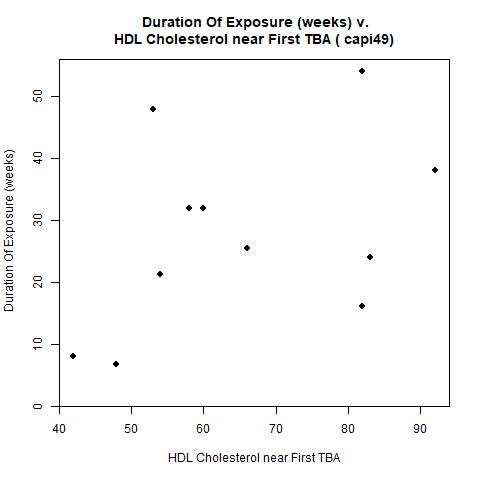 Duration Of Exposure (weeks) v.
HDL Cholesterol near First TBA ( capi49)
Duration Of Exposure (weeks)
50
40
30
20
10
0
40 50 60 70 80 90
HDL Cholesterol near First TBA